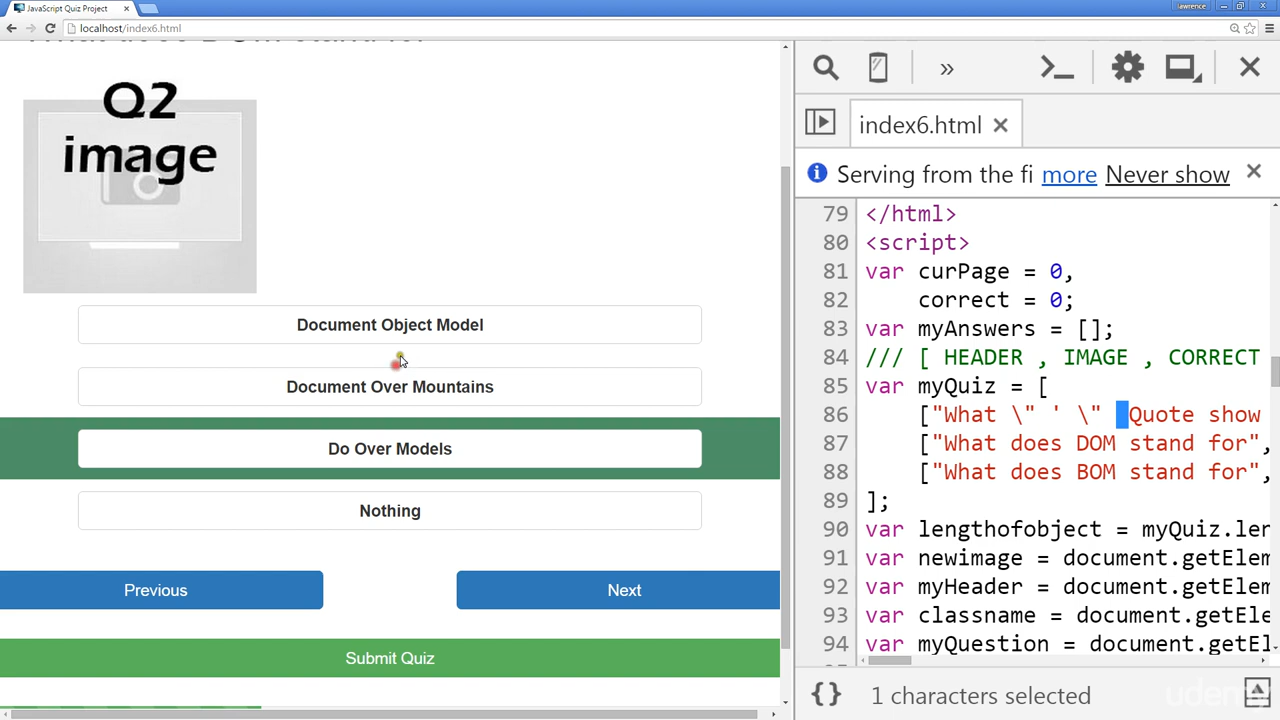 JavaScript Quiz Project
lawrence
localhost/index6.html
Q2
image
Document Object Model
Document Over Mountains
Do Over Models
Nothing
Previous
Next
Submit Quiz
»
index6.html
Serving from the fi more Never show
79 </html>
80 <script>
81 var curPage = 0,
82 correct = 0;
83 var myAnswers = [];
84 /// [ HEADER , IMAGE , CORRECT
85 var myQuiz = [
86 ["What \" ' \" Quote show
87 ["What does DOM stand for",
88 ["What does BOM stand for",
89 ];
90 var lengthofobject = myQuiz.len
91 var newimage = document.getElem
92 var myHeader = document.getElem
93 var classname = document.getEle
94 var myQuestion = document.getEl
{} 1 characters selected
udemy